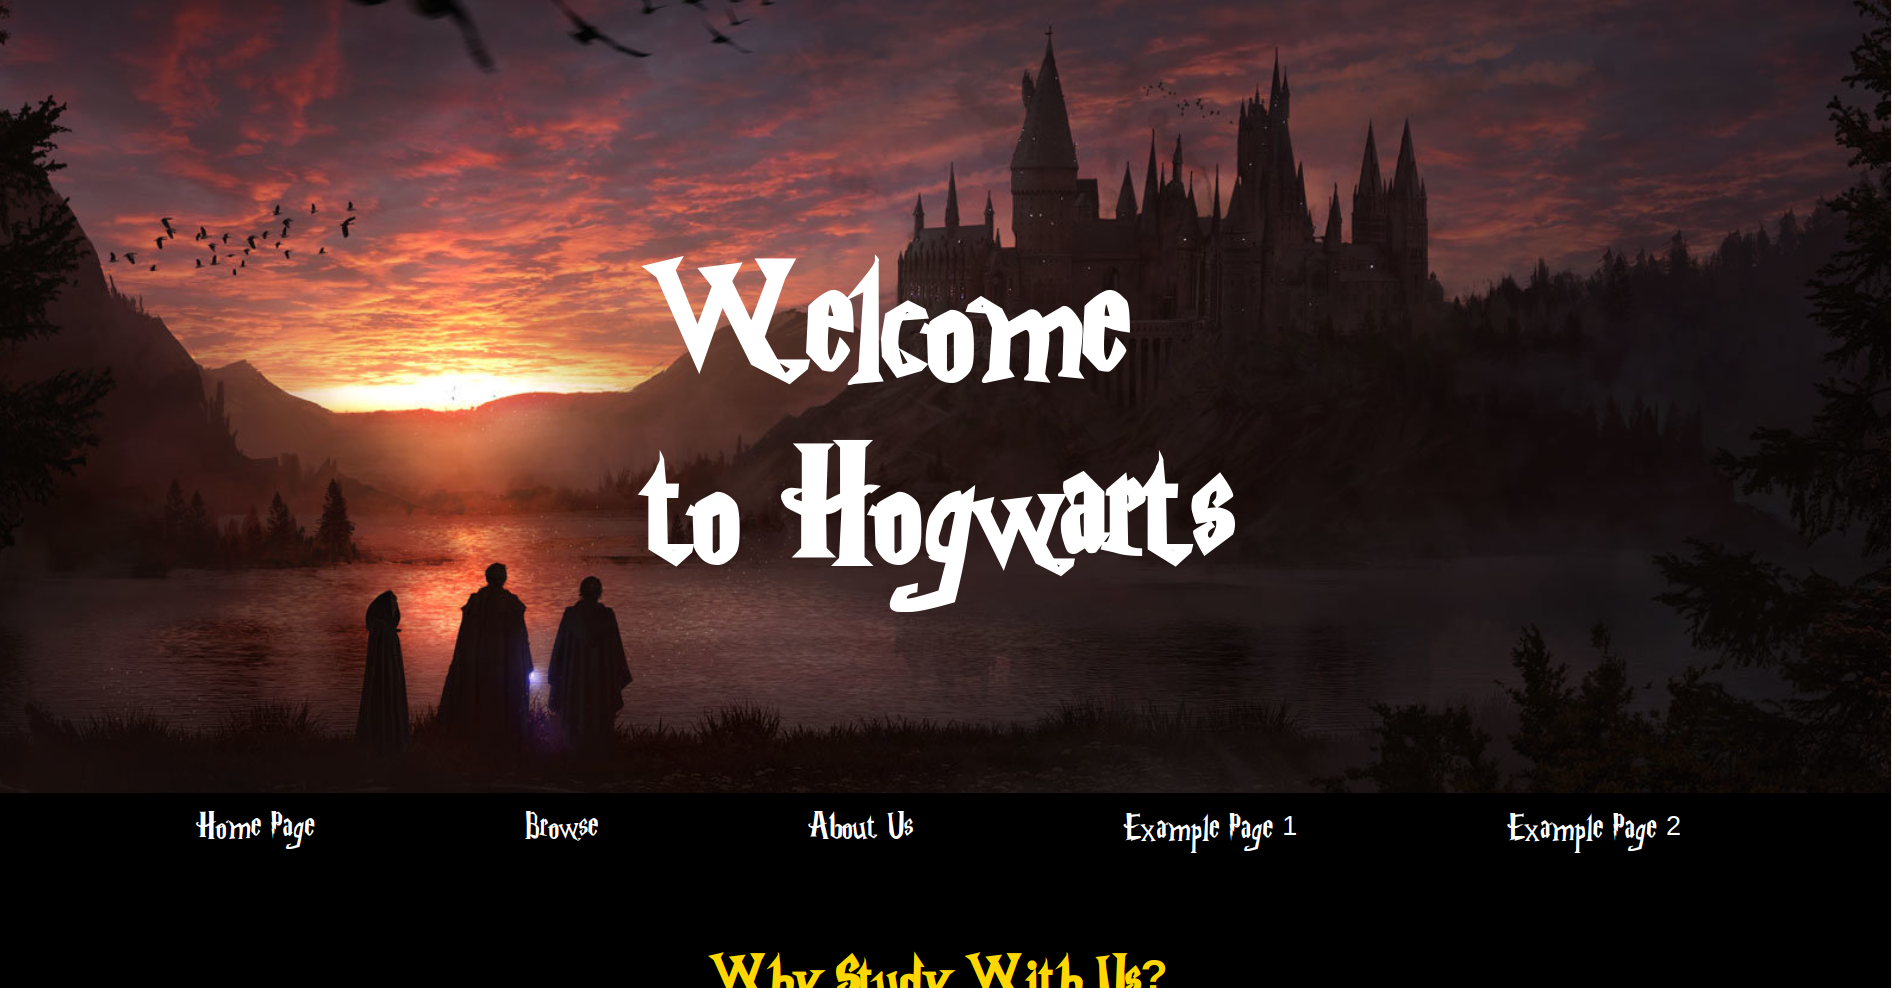 Welcome
to Hogwarts
Home Page
Browse
About Us
Example Page 1
Example Page 2
Why Study With Us?